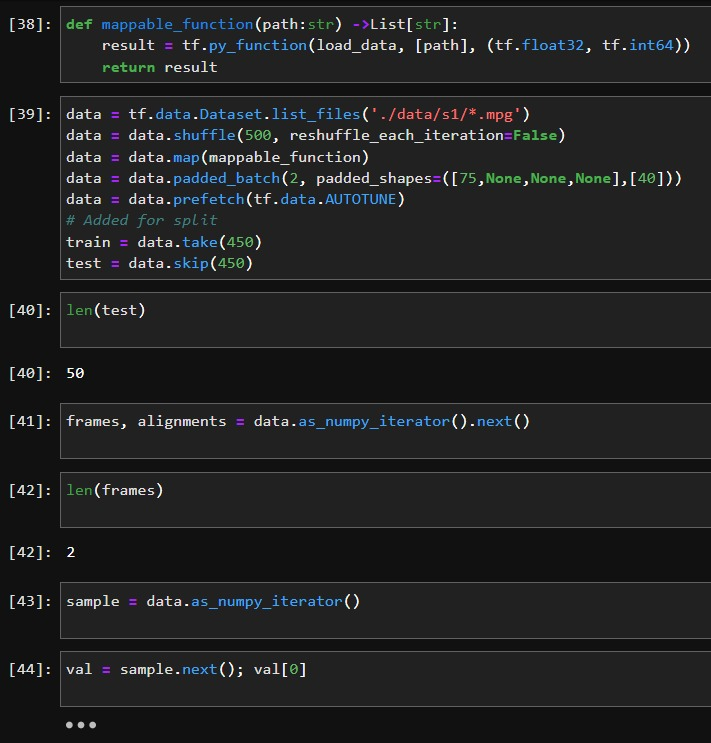 [38]: def mappable_function(path:str) ->List[str]:
    result = tf.py_function(load_data, [path], (tf.float32, tf.int64))
    return result
[39]: data = tf.data.Dataset.list_files('./data/s1/*.mpg')
data = data.shuffle(500, reshuffle_each_iteration=False)
data = data.map(mappable_function)
data = data.padded_batch(2, padded_shapes=([75,None,None,None],[40]))
data = data.prefetch(tf.data.AUTOTUNE)
# Added for split
train = data.take(450)
test = data.skip(450)
[40]: len(test)
[40]: 50
[41]: frames, alignments = data.as_numpy_iterator().next()
[42]: len(frames)
[42]: 2
[43]: sample = data.as_numpy_iterator()
[44]: val = sample.next(); val[0]
•••